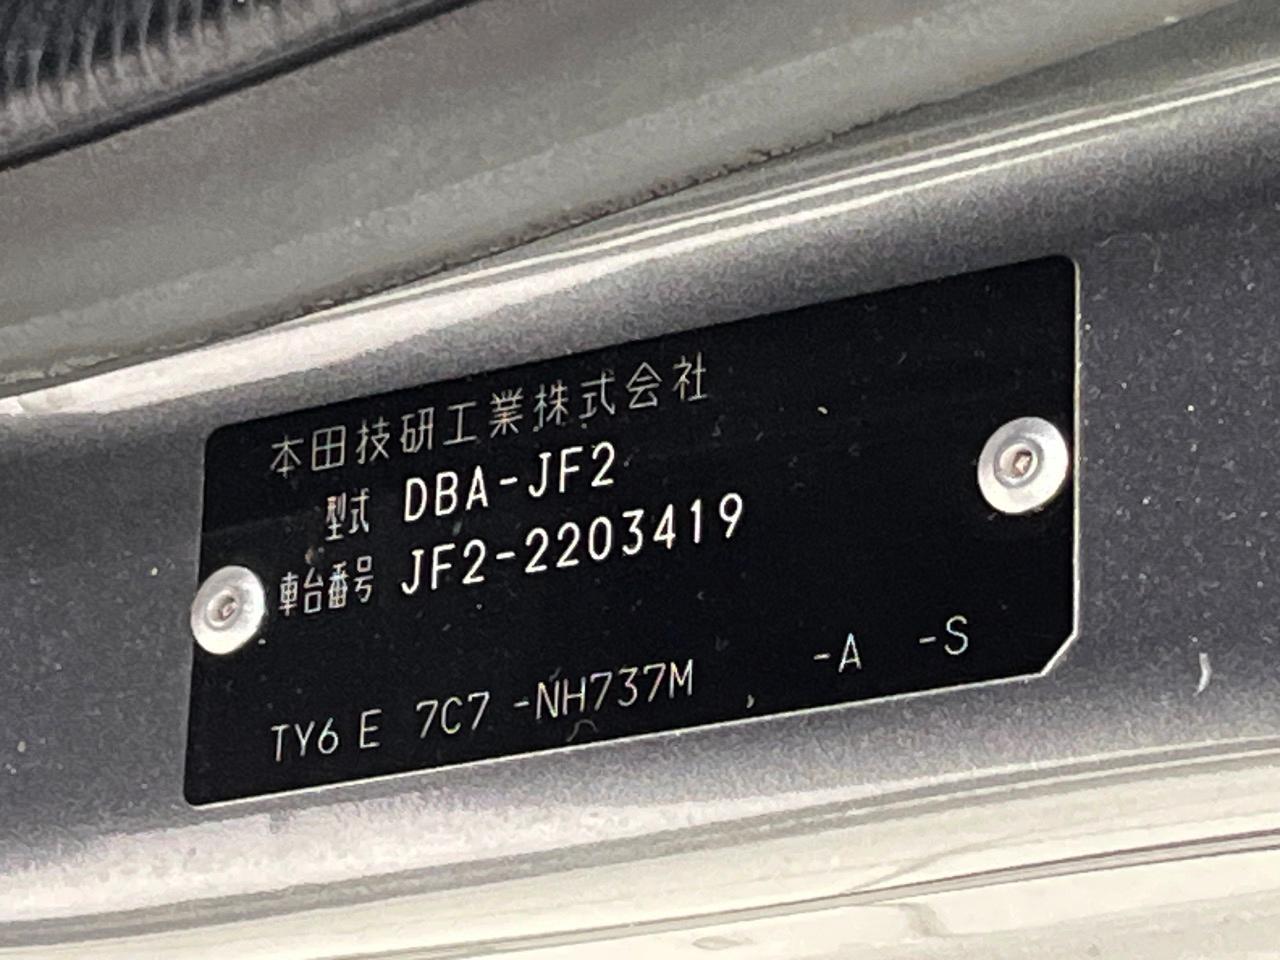 本田技研工業株式会社
型式 DBA-JF2
車台番号 JF2-2203419
TY6 E 7C7 -NH737M -A -S